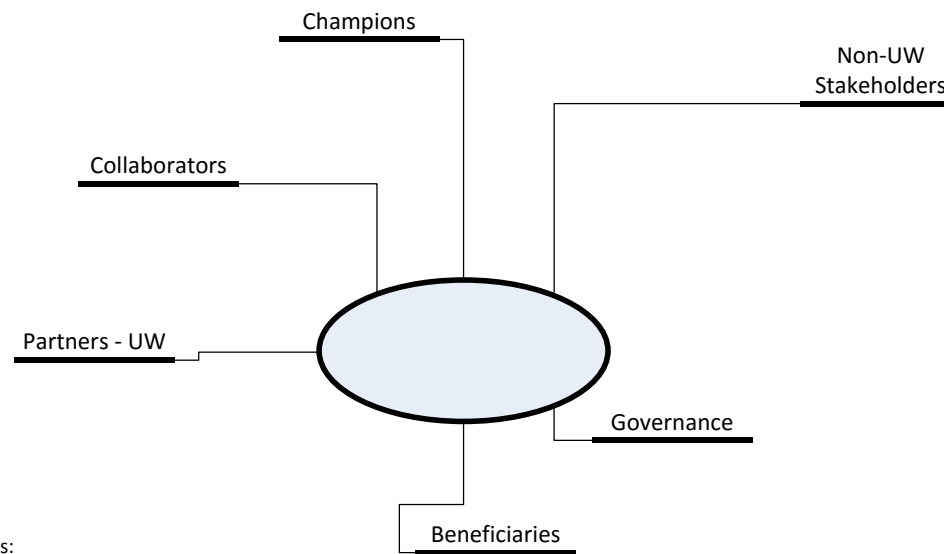 Champions
Non-UW
Stakeholders
Collaborators
Partners - UW
Governance
Beneficiaries
s: